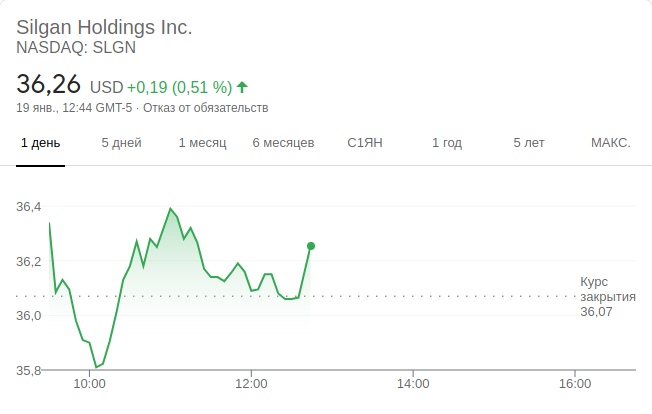 Silgan Holdings Inc.
NASDAQ: SLGN
36,26 USD +0,19 (0,51 %)
19 янв., 12:44 GMT-5 · Отказ от обязательств
1 день 5 дней 1 месяц 6 месяцев С1ЯН 1 год 5 лет МАКС.
36,4
36,2
36,0
35,8
Курс
закрытия
36,07
10:00 12:00 14:00 16:00